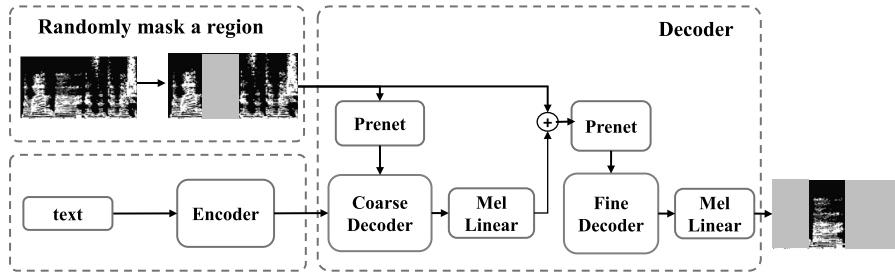 Randomly mask a region
Decoder
Prenet
+
Prenet
text
Encoder
Coarse
Decoder
Mel
Linear
Fine
Decoder
Mel
Linear